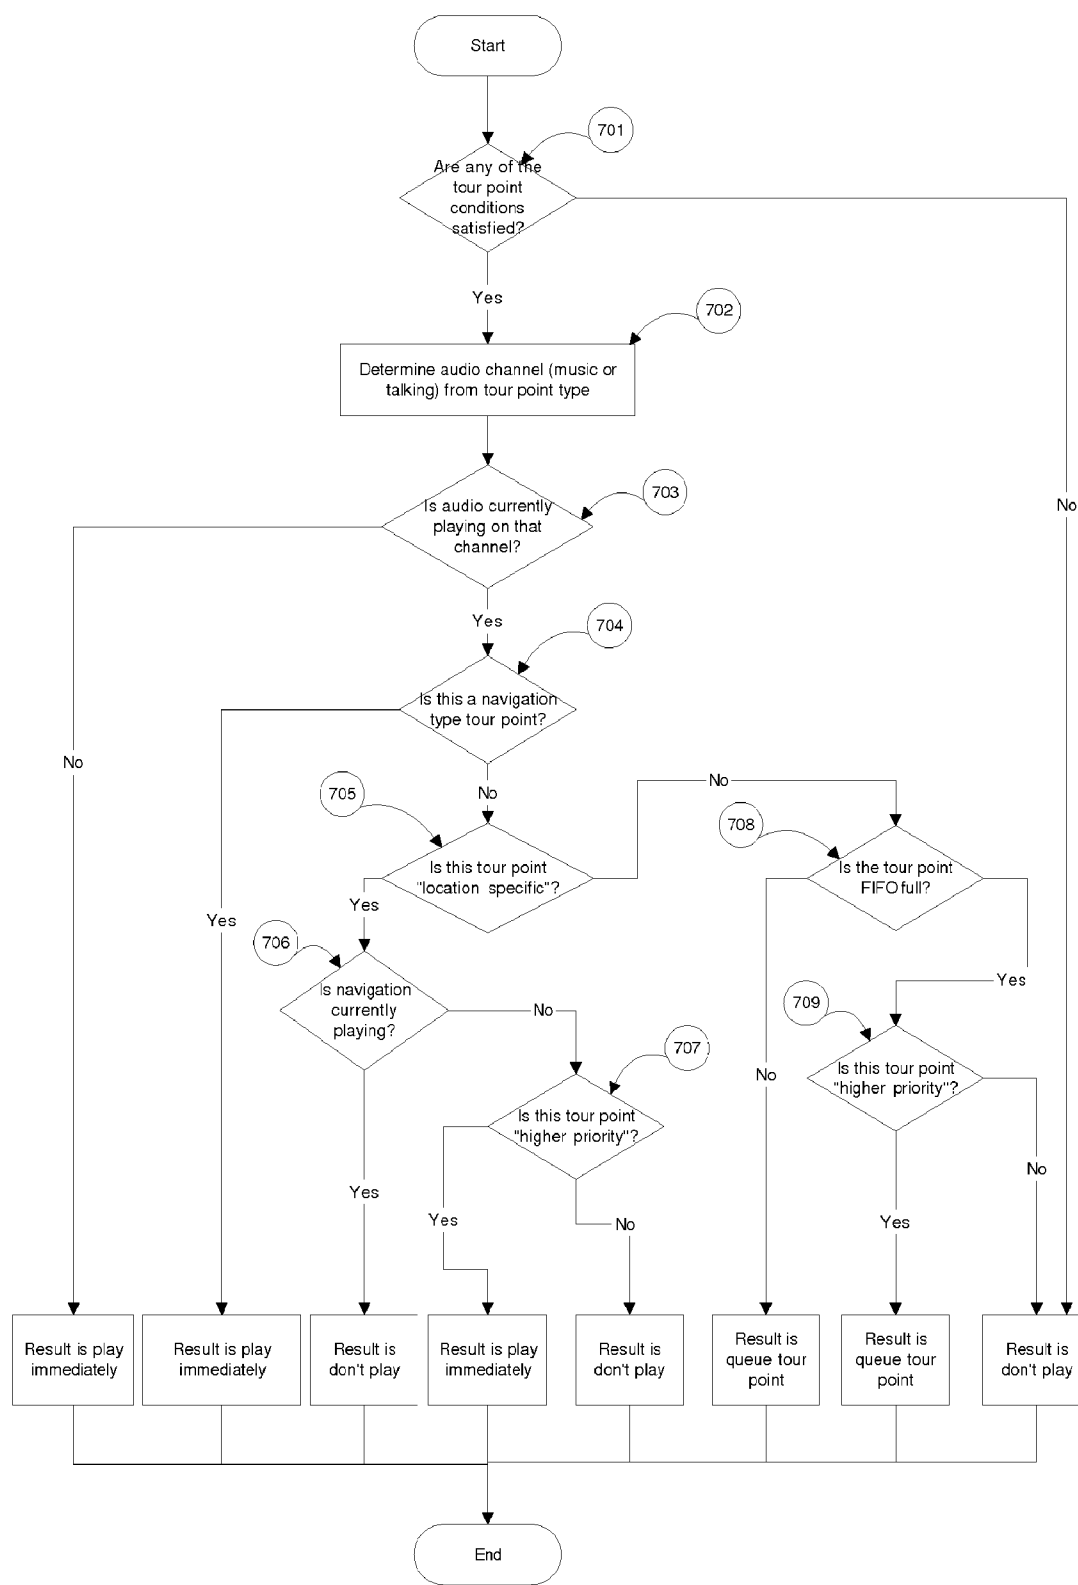 Start
701
Are any of the
tour point
conditions
satisfied?
Yes
702
Determine audio channel (music or
talking) from tour point type
703
Is audio currently
playing on that
channel?
No
Yes
704
Is this a navigation
type tour point?
No
No
No
705
708
Is this tour point
"location specific"?
Is the tour point
FIFO full?
Yes
Yes
706
Is navigation
currently
playing?
No
Yes
709
707
Is this tour point
"higher priority"?
No
Is this tour point
"higher priority"?
No
Yes
Yes
No
Yes
Result is play
immediately
Result is play
immediately
Result is
don't play
Result is play
immediately
Result is
don't play
Result is
queue tour
point
Result is
queue tour
point
Result is
don't play
End